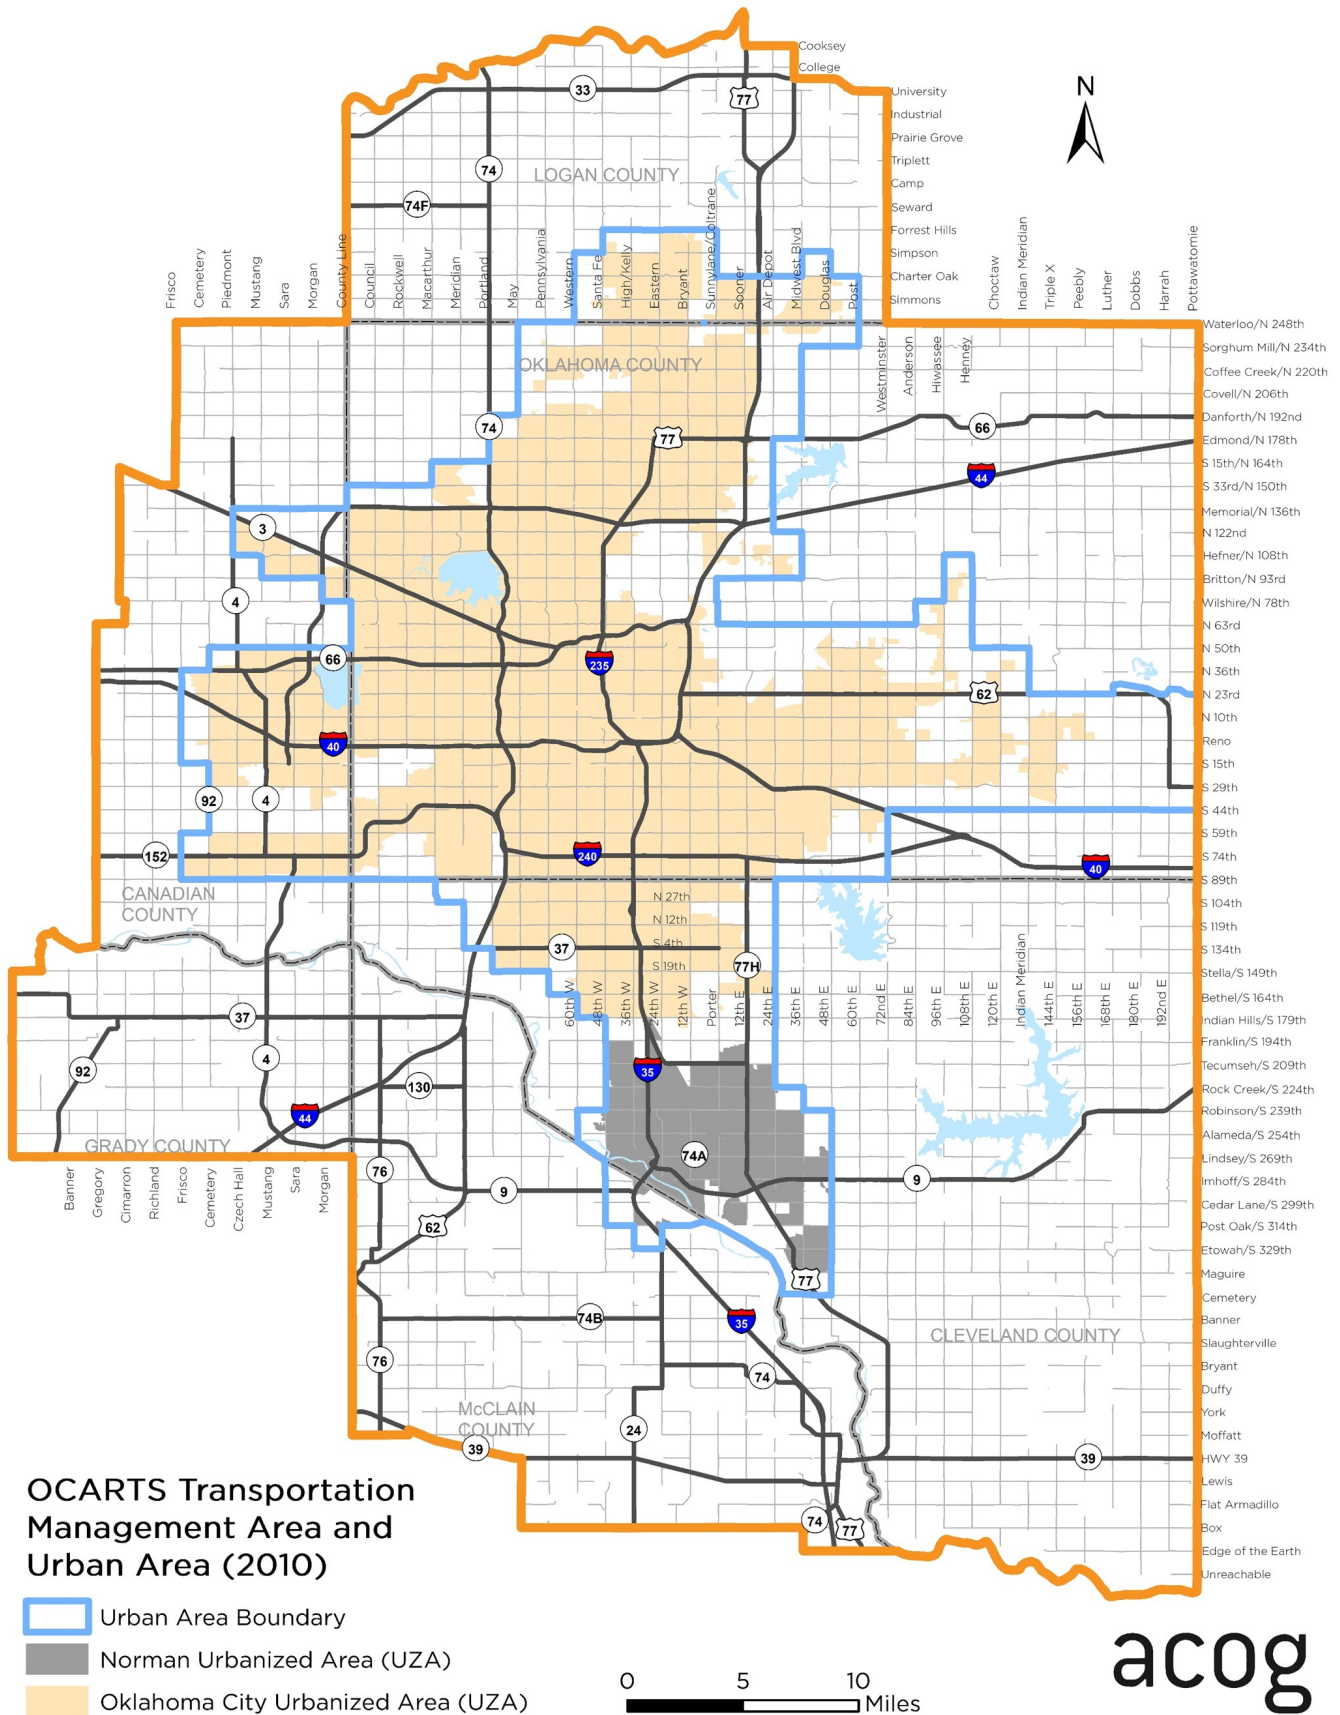 Cooksey
College
University
Industrial
Prairie Grove
Triplett
Camp
Seward
Forrest Hills
Simpson
Charter Oak
Simmons
N
33
77
74
LOGAN COUNTY
74F
Frisco
Cemetery
Piedmont
Mustang
Sara
Morgan
County Line
Council
Rockwell
Macarthur
Meridian
Portland
May
Pennsylvania
Western
Santa Fe
High/Kelly
Eastern
Bryant
Sunnylane/Coltrane
Sooner
Air Depot
Midwest Blvd
Douglas
Post
Westminster
Anderson
Hiwassee
Henney
Choctaw
Indian Meridian
Triple X
Peebly
Luther
Dobbs
Harrah
Pottawatomie
Waterloo/N 248th
Sorghum Mill/N 234th
Coffee Creek/N 220th
Covell/N 206th
Danforth/N 192nd
Edmond/N 178th
S 15th/N 164th
S 33rd/N 150th
Memorial/N 136th
N 122nd
Hefner/N 108th
Britton/N 93rd
Wilshire/N 78th
N 63rd
N 50th
N 36th
N 23rd
N 10th
Reno
S 15th
S 29th
S 44th
S 59th
S 74th
S 89th
S 104th
S 119th
S 134th
Stella/S 149th
Bethel/S 164th
Indian Hills/S 179th
Franklin/S 194th
Tecumseh/S 209th
Rock Creek/S 224th
Robinson/S 239th
Alameda/S 254th
Lindsey/S 269th
Imhoff/S 284th
Cedar Lane/S 299th
Post Oak/S 314th
Etowah/S 329th
Maguire
Cemetery
Banner
Slaughterville
Bryant
Duffy
York
Moffatt
HWY 39
Lewis
Flat Armadillo
Box
Edge of the Earth
Unreachable
OKLAHOMA COUNTY
74
77
66
44
3
4
66
235
62
40
92
4
152
240
40
CANADIAN
COUNTY
N 27th
N 12th
S 4th
S 19th
37
77H
60th W
48th W
36th W
24th W
12th W
Porter
12th E
24th E
36th E
48th E
60th E
72nd E
84th E
96th E
108th E
120th E
Indian Meridian
144th E
156th E
168th E
180th E
192nd E
37
4
92
130
35
44
GRADY COUNTY
74A
76
9
9
62
77
Banner
Gregory
Cimarron
Richland
Frisco
Cemetery
Czech Hall
Mustang
Sara
Morgan
74B
35
CLEVELAND COUNTY
76
74
McCLAIN
COUNTY
24
39
39
74
77
OCARTS Transportation
Management Area and
Urban Area (2010)
Urban Area Boundary
Norman Urbanized Area (UZA)
Oklahoma City Urbanized Area (UZA)
0
5
10
Miles
acog